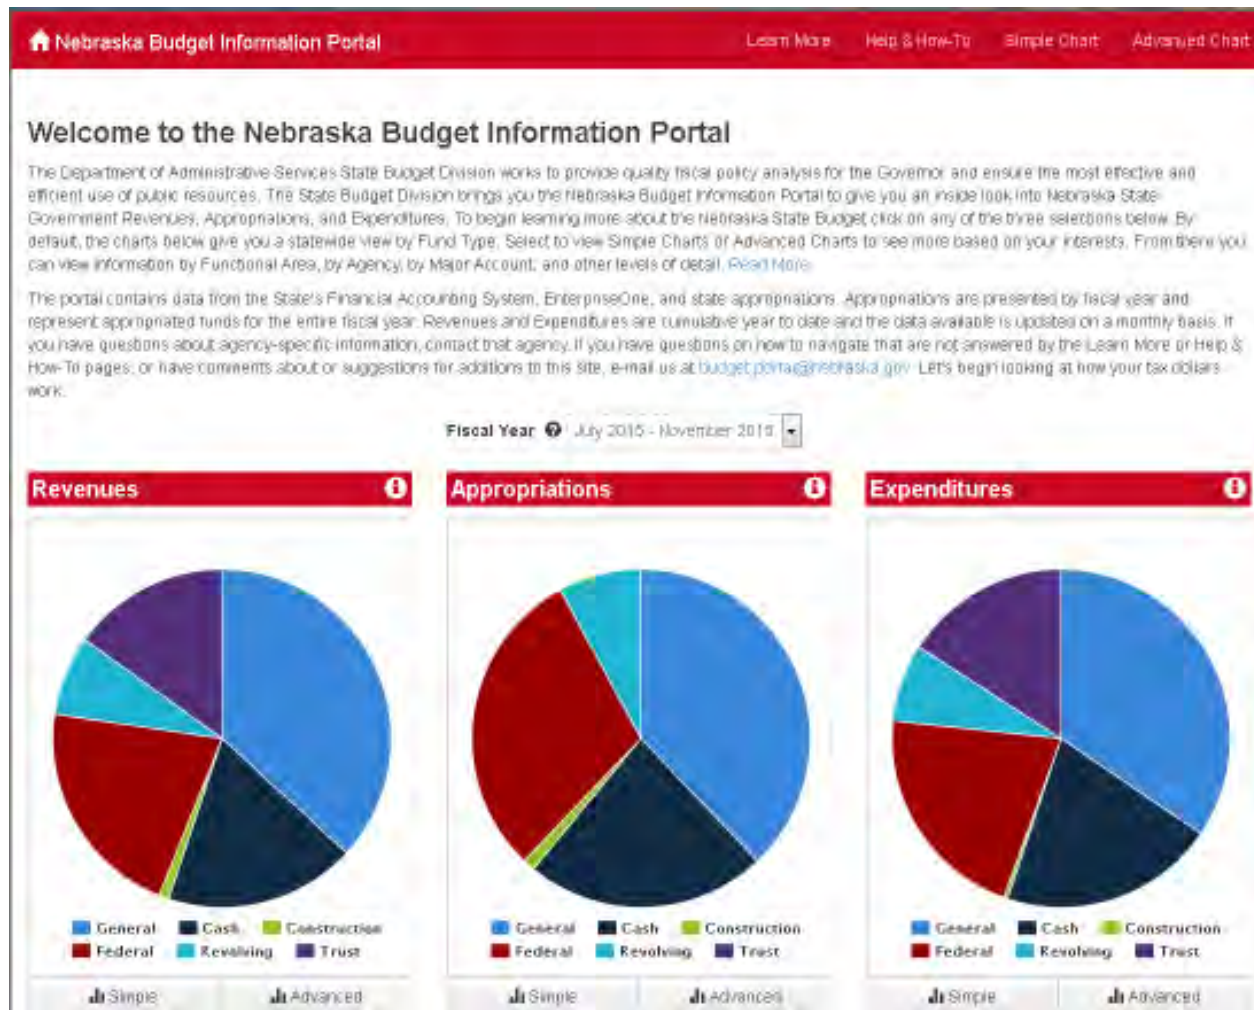 Nebraska Budget Information Portal
Learn More Help & How-To Simple Chart Advanced Chart
Welcome to the Nebraska Budget Information Portal
The Department of Administrative Services State Budget Division works to provide quality fiscal policy analysis for the Governor and ensure the most effective and
efficient use of public resources. The State Budget Division brings you the Nebraska Budget Information Portal to give you an inside look into Nebraska State
Government Revenues, Appropriations, and Expenditures. To begin learning more about the Nebraska State Budget click on any of the three selections below. By
default, the charts below give you a statewide view by Fund Type. Select to view Simple Charts or Advanced Charts to see more based on your interests. From there you
can view information by Functional Area, by Agency, by Major Account, and other levels of detail. Read More
The portal contains data from the State's Financial Accounting System, EnterpriseOne, and state appropriations. Appropriations are presented by fiscal year and
represent appropriated funds for the entire fiscal year. Revenues and Expenditures are cumulative year to date and the data available is updated on a monthly basis. If
you have questions about agency-specific information, contact that agency. If you have questions on how to navigate that are not answered by the Learn More or Help &
How-To pages, or have comments about or suggestions for additions to this site, e-mail us at budget.portal@nebraska.gov. Let's begin looking at how your tax dollars
work.
Fiscal Year July 2015 - November 2015
Revenues
Appropriations
Expenditures
General Cash Construction
Federal Revolving Trust
General Cash Construction
Federal Revolving Trust
General Cash Construction
Federal Revolving Trust
Simple Advanced
Simple Advanced
Simple Advanced